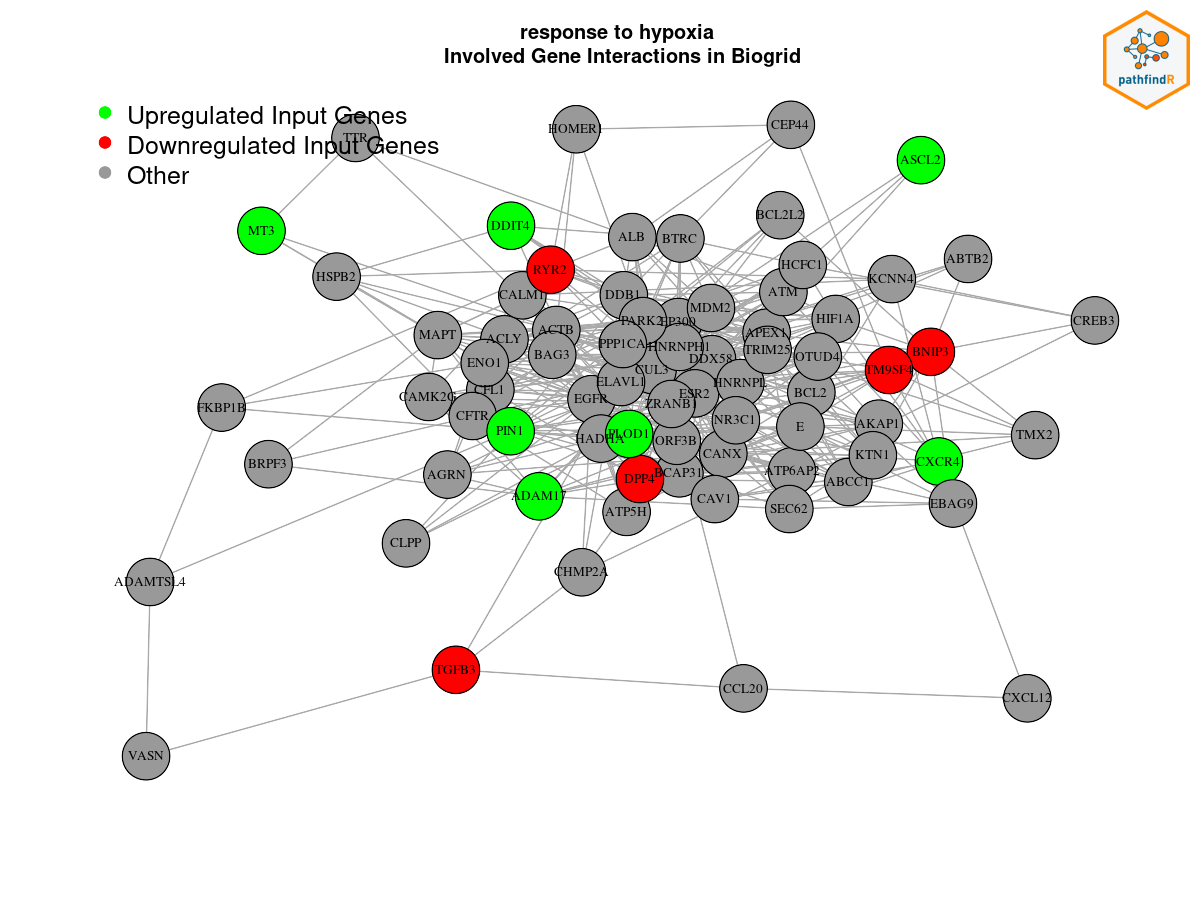 response to hypoxia
Involved Gene Interactions in Biogrid
pathfindR
Upregulated Input Genes
Downregulated Input Genes
Other
TTR
HOMER1
CEP44
ASCL2
MT3
DDIT4
ALB
BTRC
BCL2L2
HSPB2
RYR2
HCFC1
ABTB2
KCNN4
CALM1
DDB1
ATM
MDM2
CREB3
MAPT
ACLY
ACTB
PARK2
EP300
APEX1
HIF1A
BAG3
PPP1CA
HNRNPH1
TRIM25
DDX58
OTUD4
BNIP3
ENO1
CUL3
TM9SF4
CAMK2G
CFL1
ELAVL1
HNRNPL
ESR2
BCL2
FKBP1B
CFTR
EGFR
ZRANB1
NR3C1
E
AKAP1
PIN1
HADHA
PLOD1
ORF3B
TMX2
BRPF3
AGRN
CANX
KTN1
CXCR4
DPP4
BCAP31
ATP6AP2
ABCC1
ADAM17
ATP5H
CAV1
SEC62
EBAG9
CLPP
CHMP2A
ADAMTSL4
TGFB3
CCL20
CXCL12
VASN